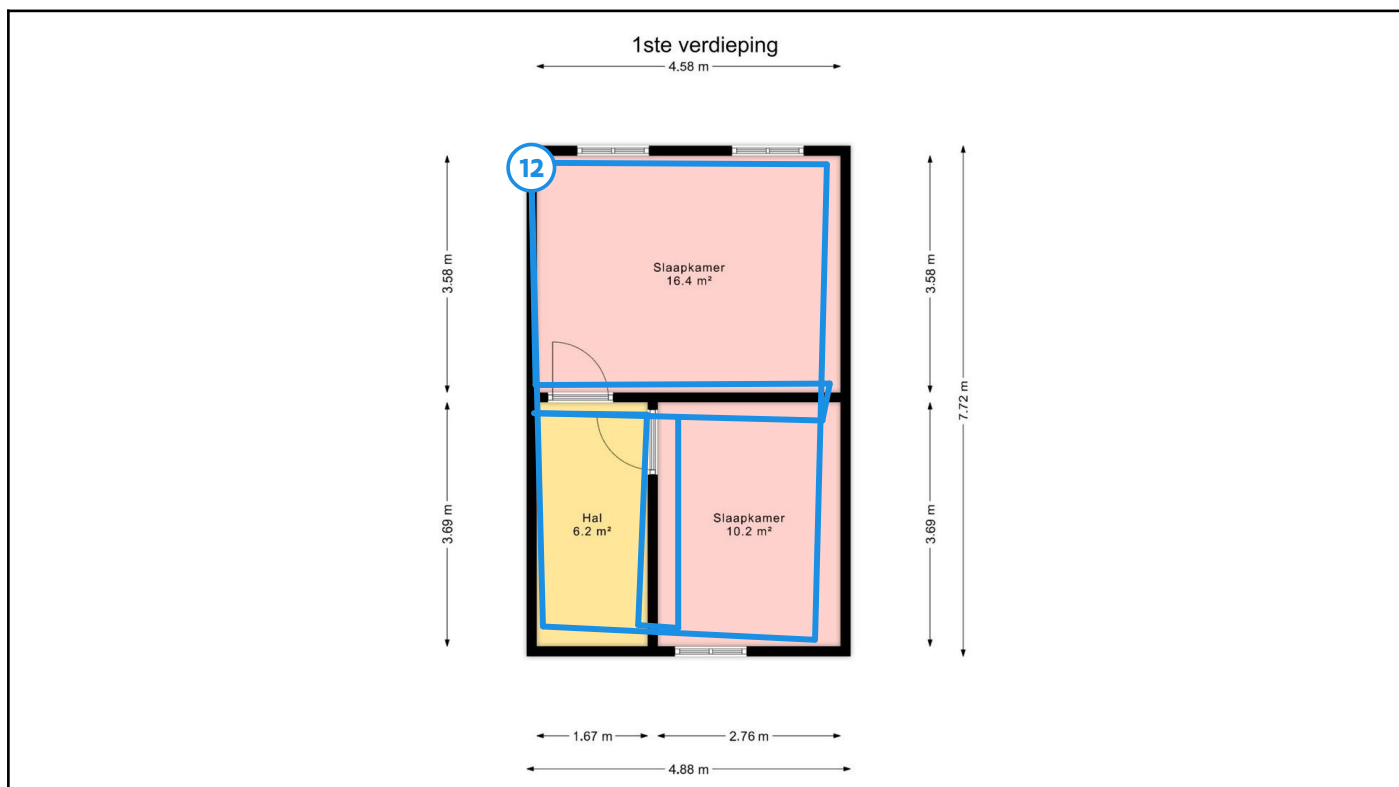 1ste verdieping
4.58 m
12
3.58 m
Slaapkamer
16.4 m²
3.58 m
7.72 m
3.69 m
Hal
6.2 m²
Slaapkamer
10.2 m²
3.69 m
1.67 m
2.76 m
4.88 m